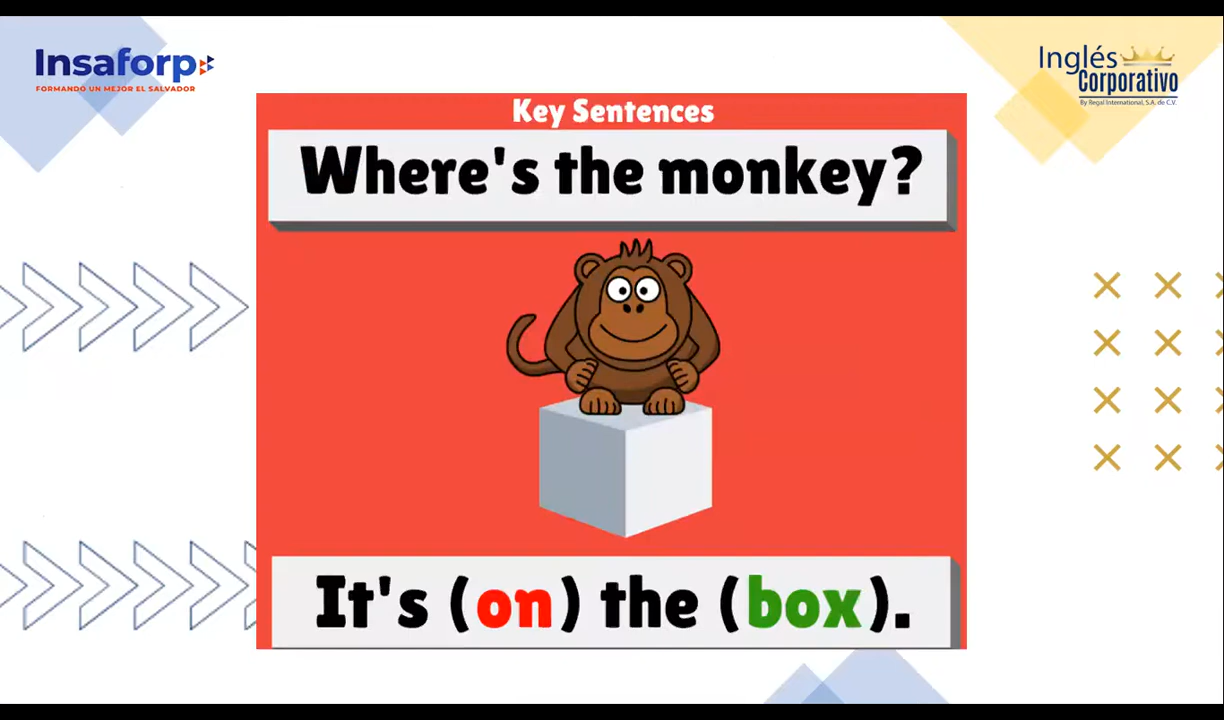 Insaforp
FORMANDO UN MEJOR EL SALVADOR
Inglés
Corporativo
By Regal International, S.A. de C.V.
Key Sentences
Where's the monkey?
It's (on) the (box).